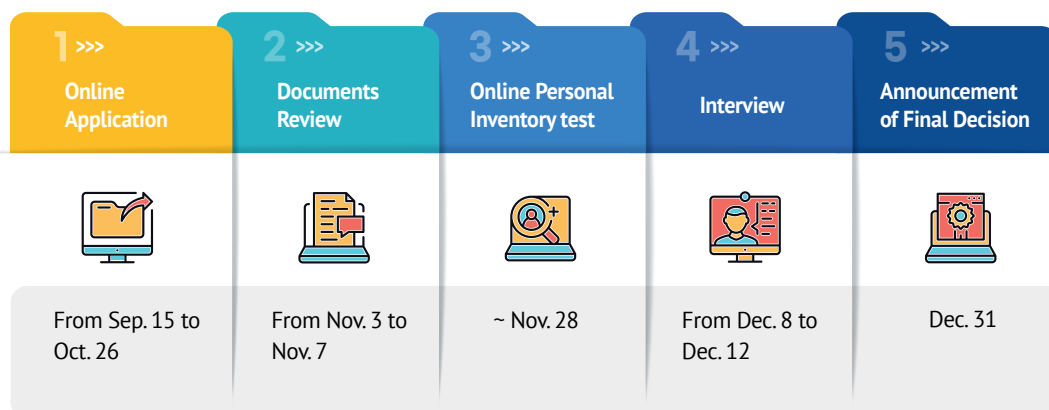 1 >>>
Online
Application
2 >>>
Documents
Review
3 >>>
Online Personal
Inventory test
4 >>>
Interview
5 >>>
Announcement
of Final Decision
From Sep. 15 to
Oct. 26
From Nov. 3 to
Nov. 7
~ Nov. 28
From Dec. 8 to
Dec. 12
Dec. 31